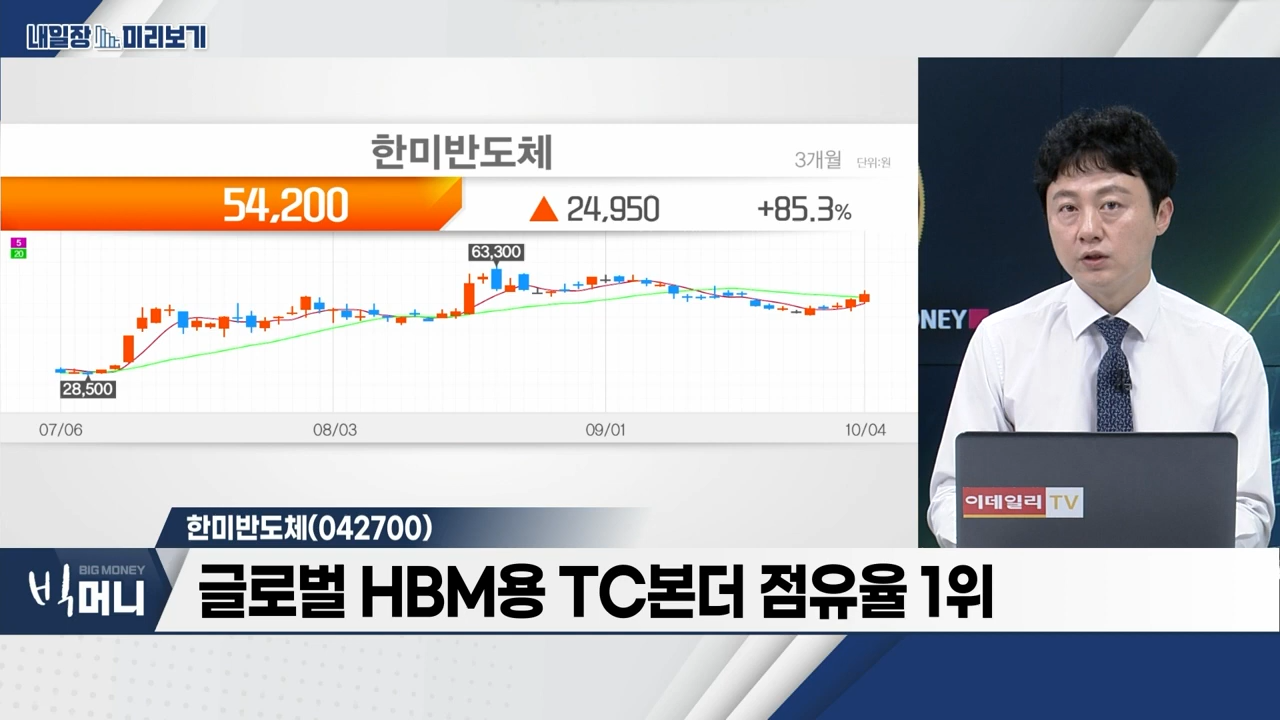 내일장 미리보기
한미반도체
3개월 단위:원
54,200 ▲ 24,950 +85.3%
5
20
63,300
28,500
07/06 08/03 09/01 10/04
NEY
이데일리 TV
한미반도체(042700)
BIG MONEY
빅머니
글로벌 HBM용 TC본더 점유율 1위